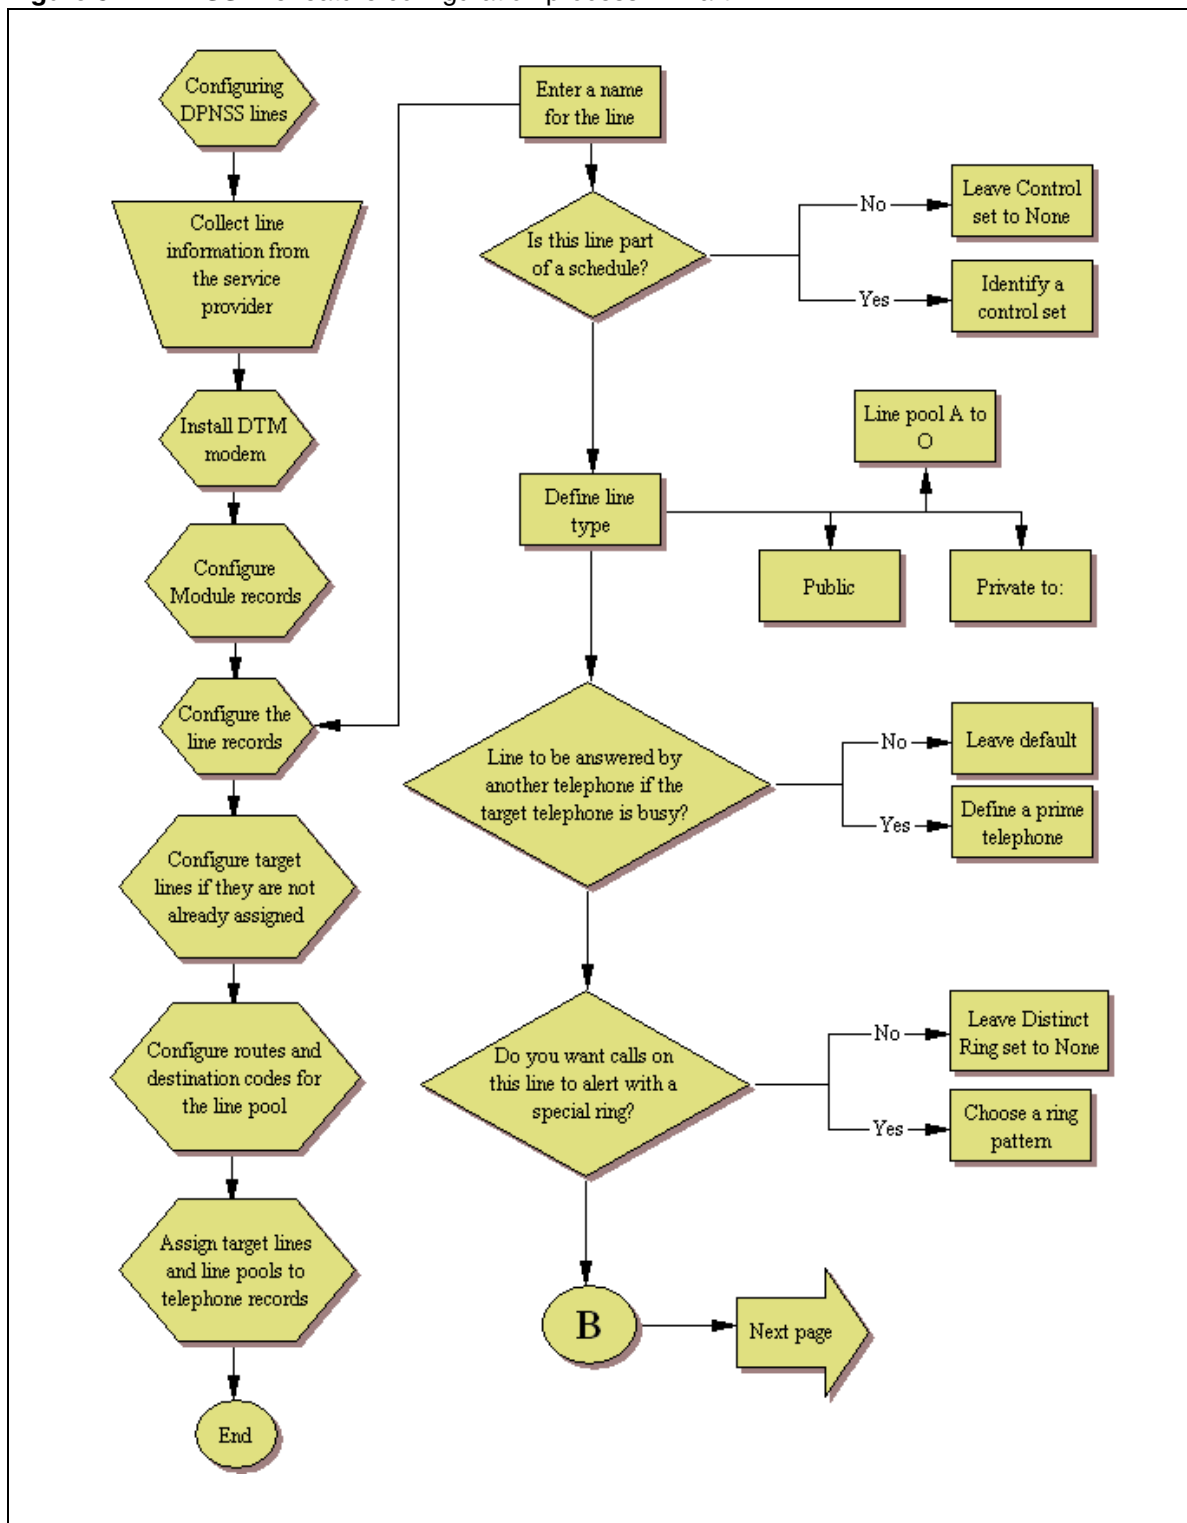 Configuring
DPNSS lines
Collect line
information from
the service
provider
Install DTM
modem
Configure
Module records
Configure the
line records
Configure target
lines if they are not
already assigned
Configure routes and
destination codes for
the line pool
Assign target lines
and line pools to
telephone records
End
Enter a name
for the line
Is this line part
of a schedule?
No
Leave Control
set to None
Yes
Identify a
control set
Define line
type
Line pool A to
O
Public
Private to:
Line to be answered by
another telephone if the
target telephone is busy?
No
Leave default
Yes
Define a prime
telephone
Do you want calls on
this line to alert with a
special ring?
No
Leave Distinct
Ring set to None
Yes
Choose a ring
pattern
B
Next page